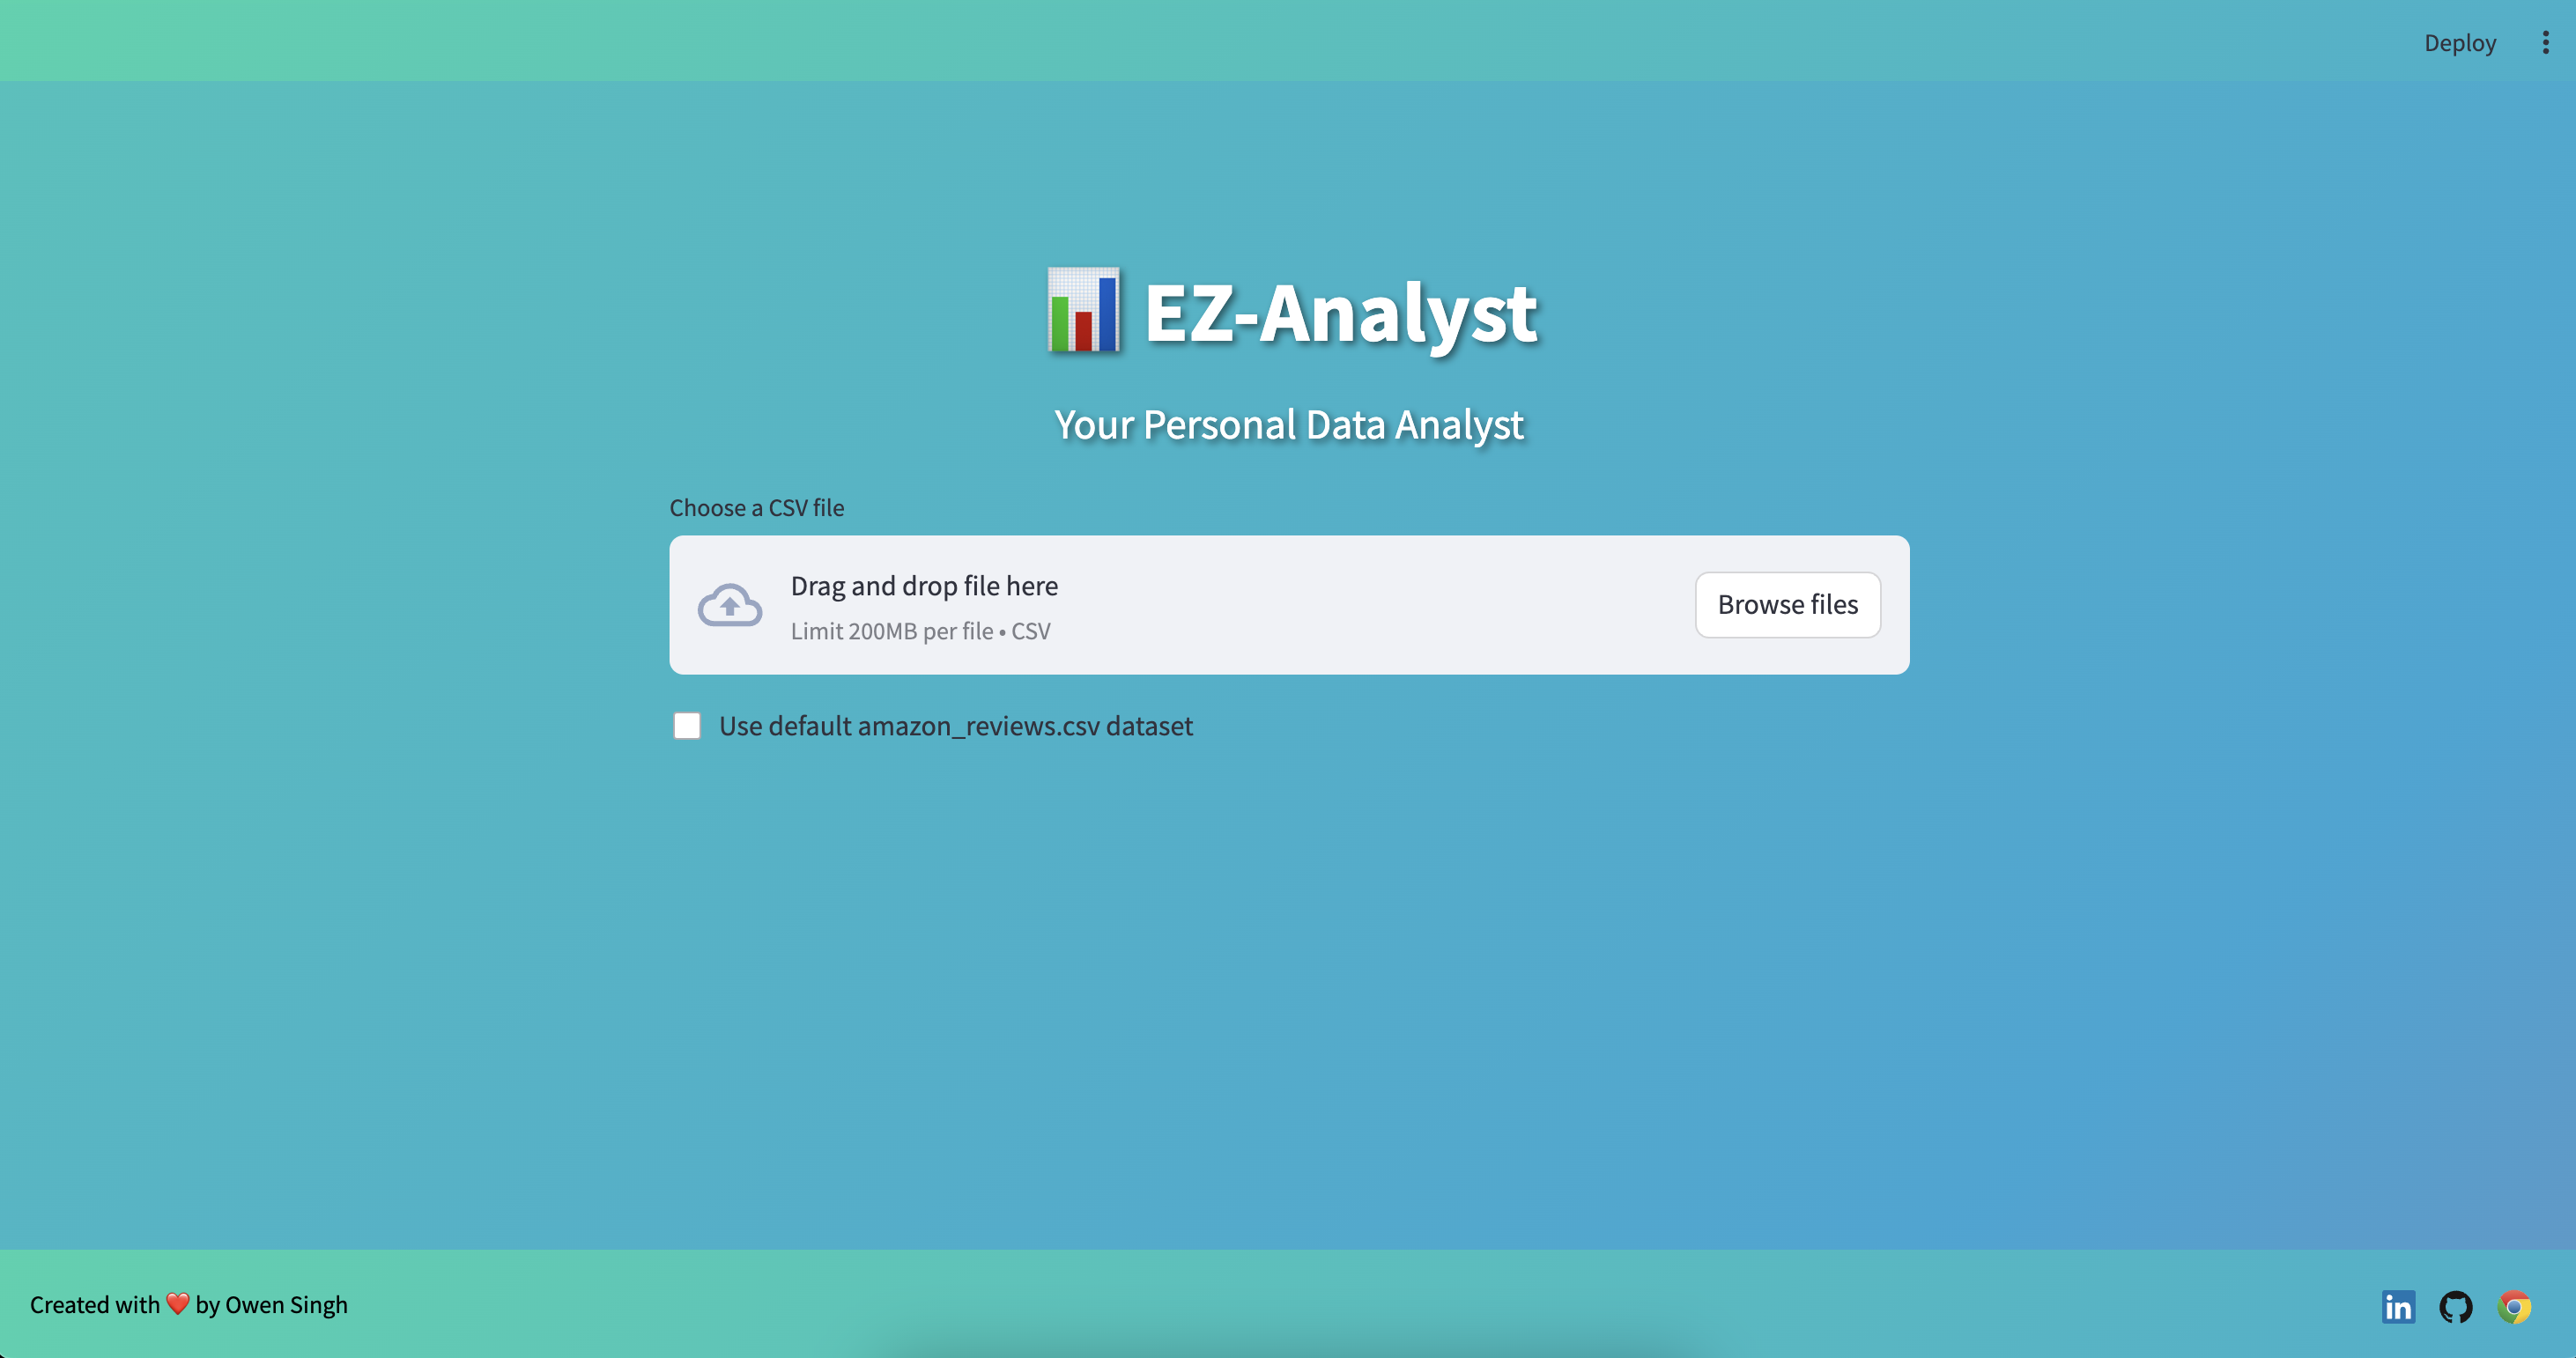 Deploy
EZ-Analyst
Your Personal Data Analyst
Choose a CSV file
Drag and drop file here
Limit 200MB per file • CSV
Browse files
Use default amazon_reviews.csv dataset
Created with ❤️ by Owen Singh
in